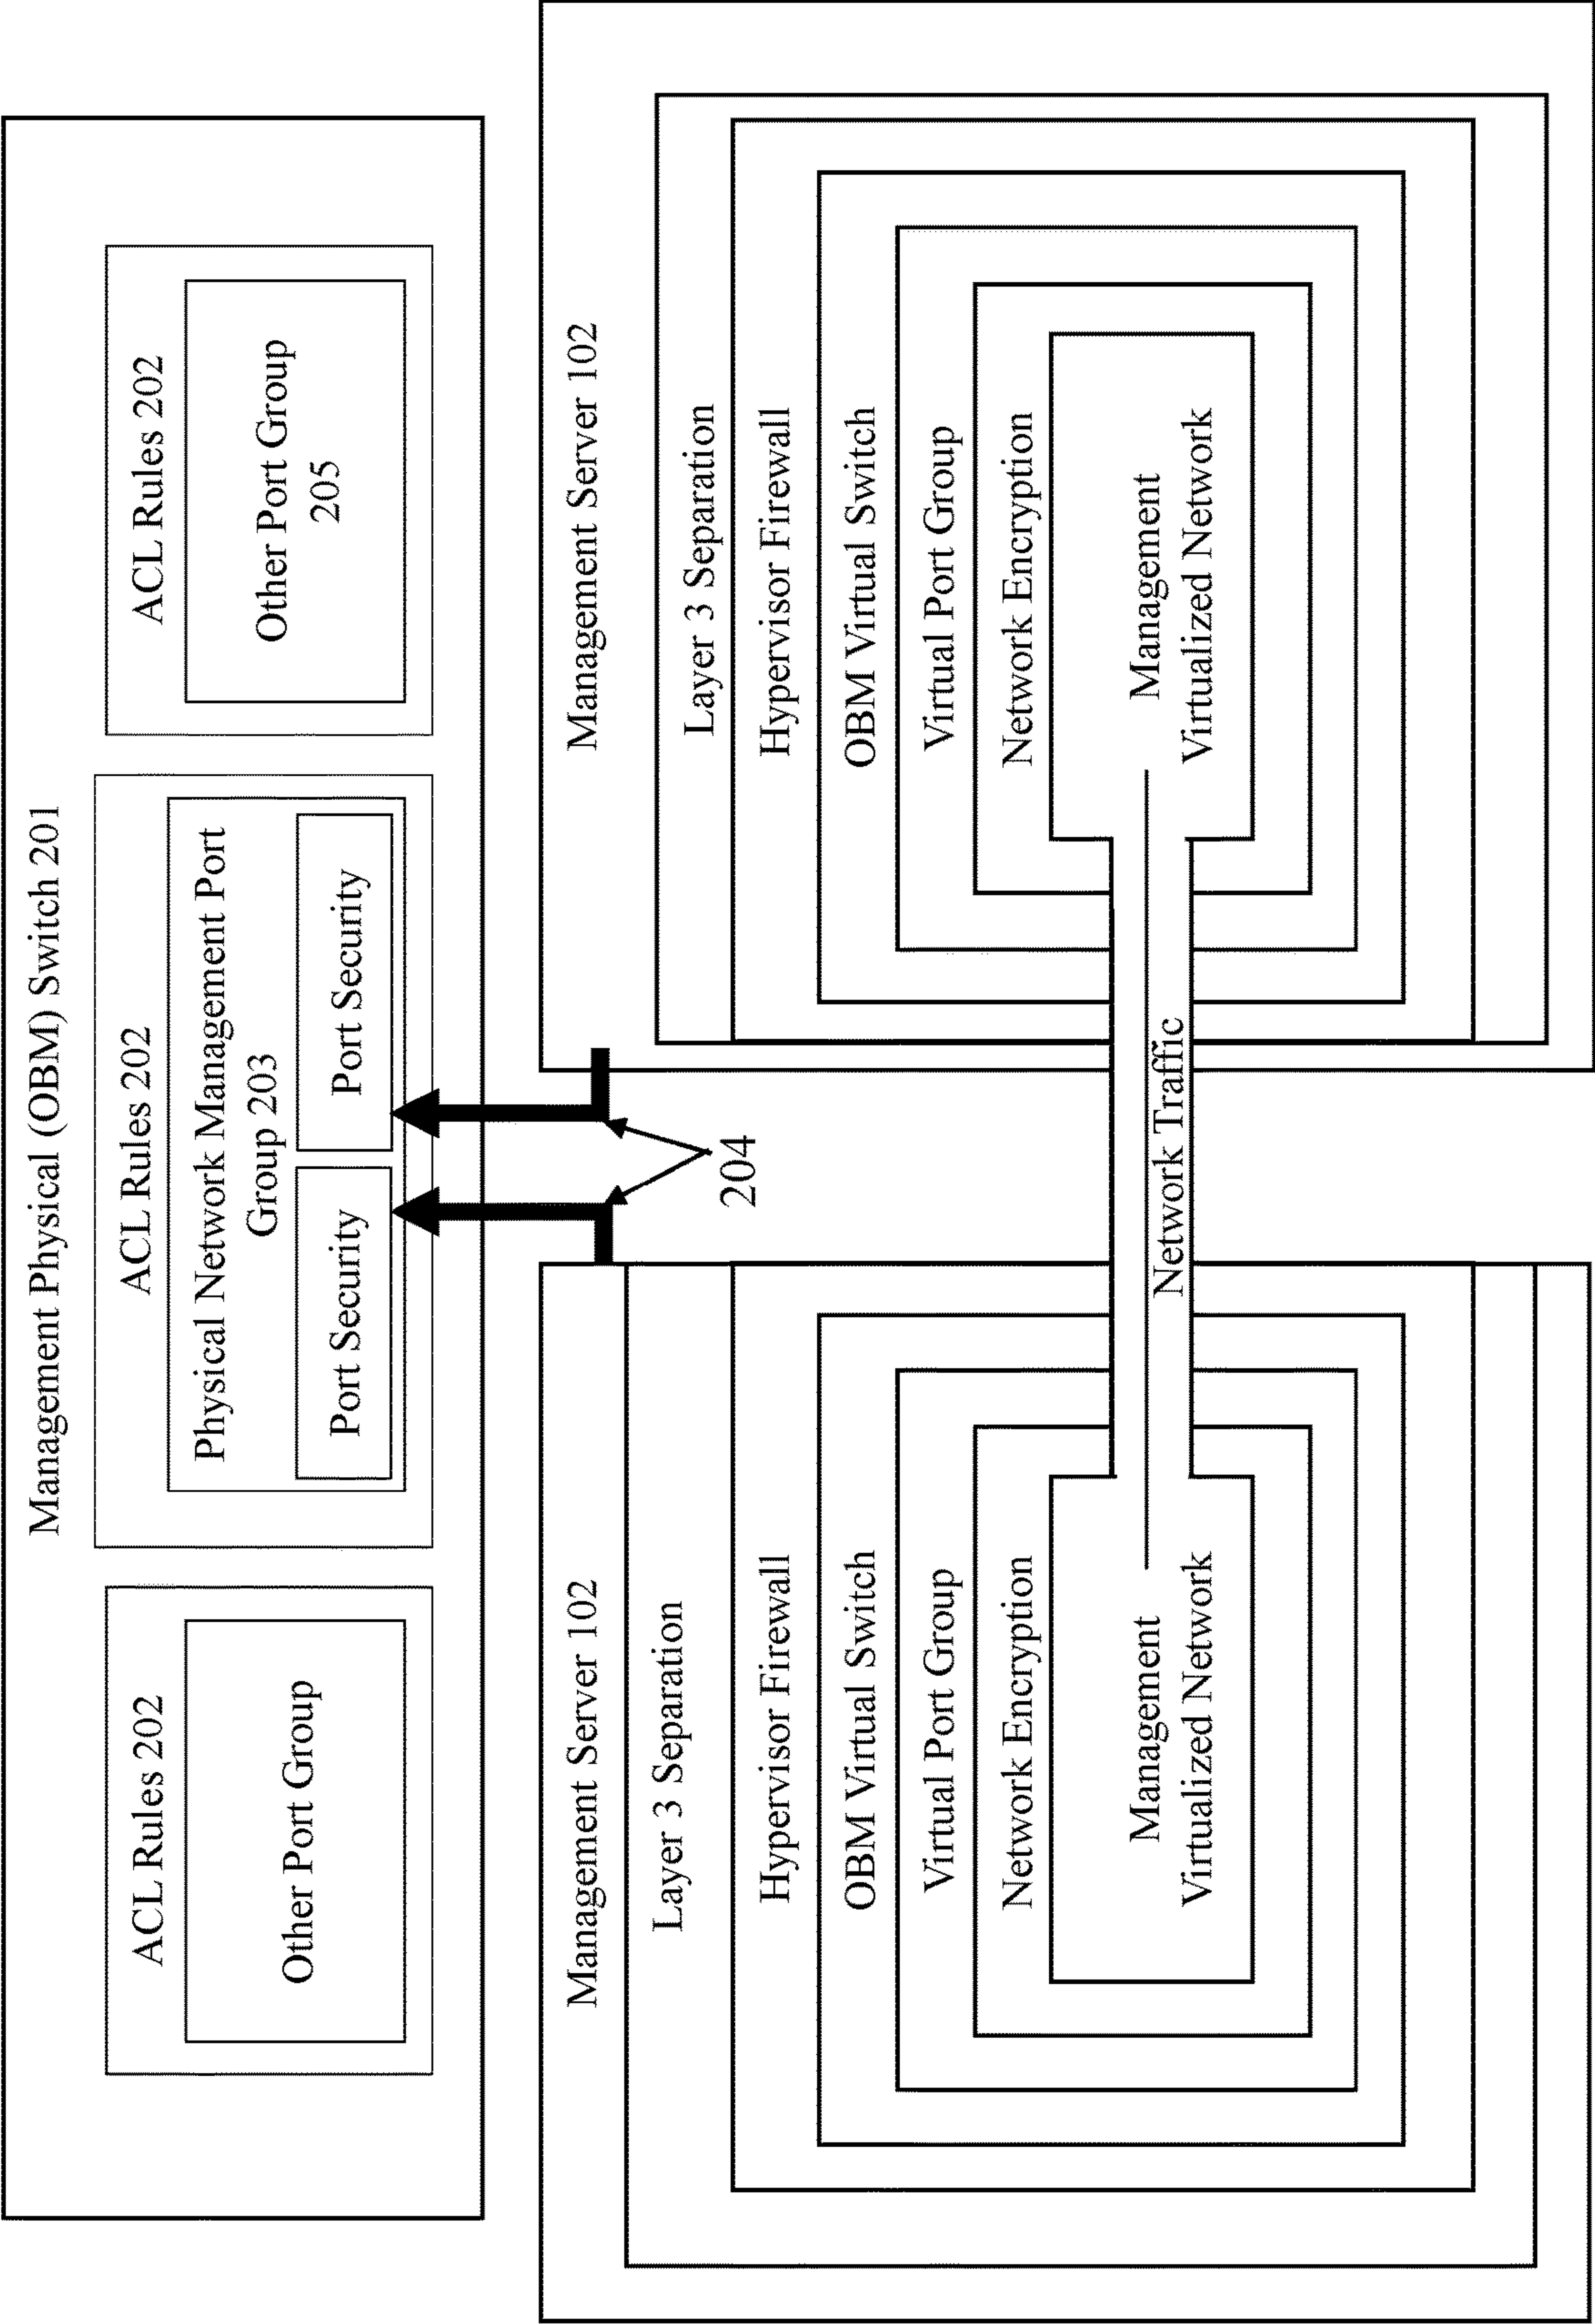 Management Physical (OBM) Switch 201
ACL Rules 202
Other Port Group
ACL Rules 202
Physical Network Management Port
Group 203
Port Security
Port Security
ACL Rules 202
Other Port Group
205
204
Management Server 102
Layer 3 Separation
Hypervisor Firewall
OBM Virtual Switch
Virtual Port Group
Network Encryption
Management
Virtualized Network
Network Traffic
Management Server 102
Layer 3 Separation
Hypervisor Firewall
OBM Virtual Switch
Virtual Port Group
Network Encryption
Management
Virtualized Network